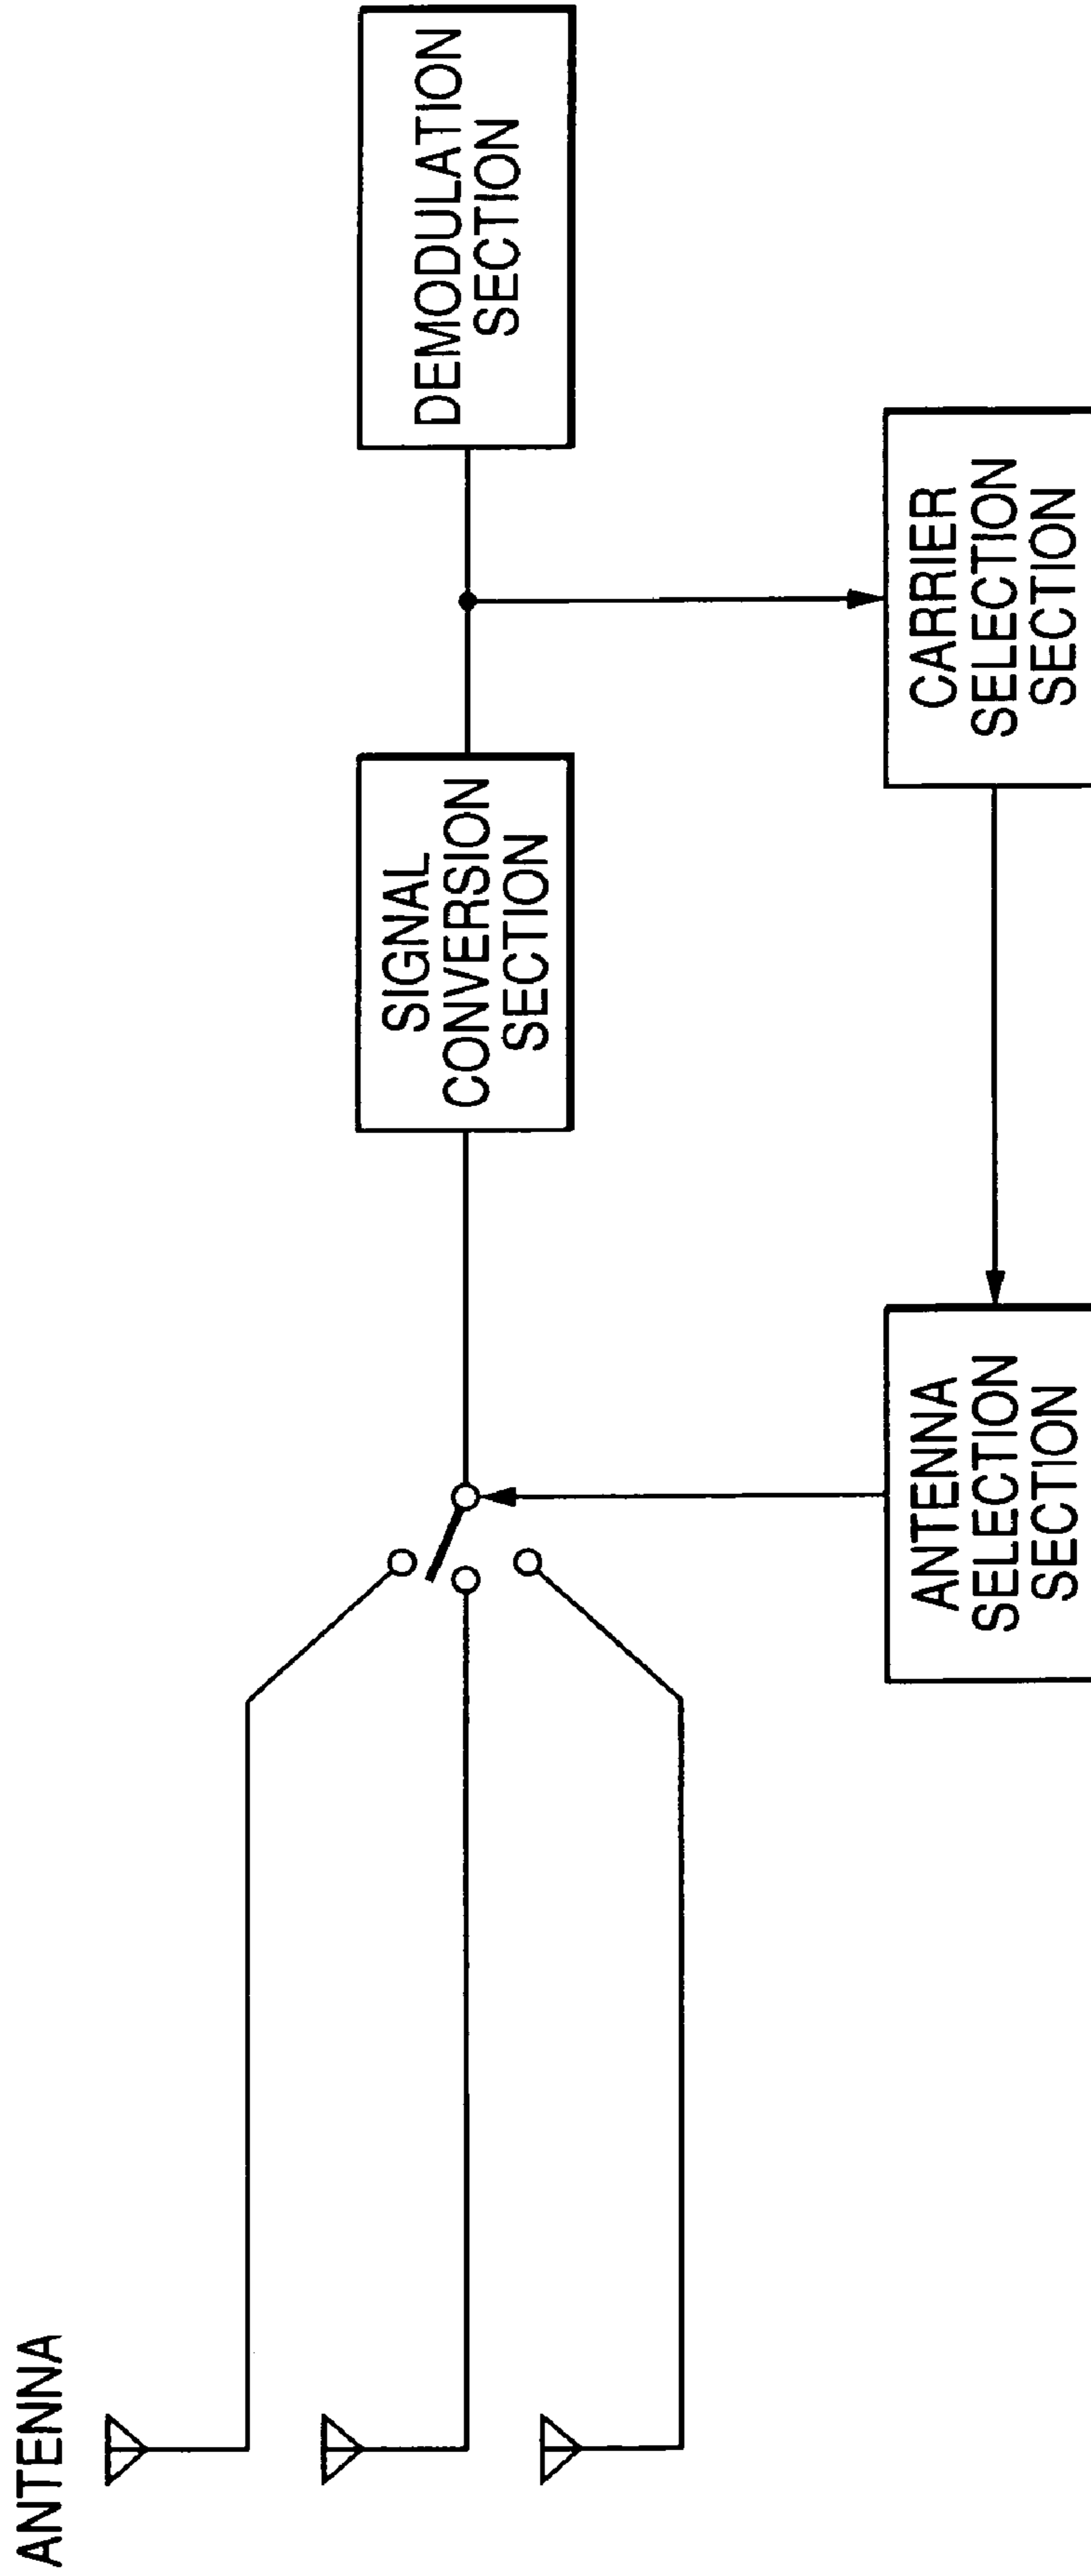 ANTENNA
SIGNAL
CONVERSION
SECTION
DEMODULATION
SECTION
ANTENNA
SELECTION
SECTION
CARRIER
SELECTION
SECTION